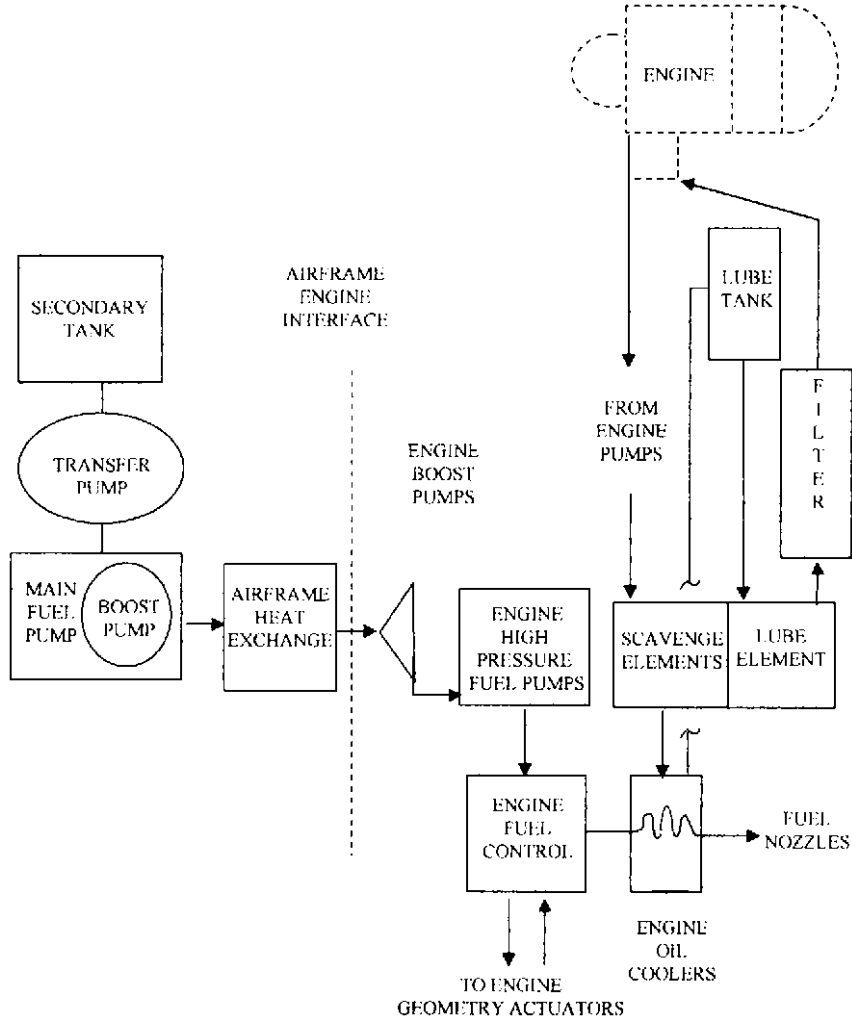 ENGINE
LUBE
TANK
AIRFRAME
ENGINE
INTERFACE
SECONDARY
TANK
F
I
L
T
E
R
FROM
ENGINE
PUMPS
ENGINE
BOOST
PUMPS
TRANSFER
PUMP
MAIN
FUEL
PUMP
BOOST
PUMP
AIRFRAME
HEAT
EXCHANGE
ENGINE
HIGH
PRESSURE
FUEL PUMPS
SCAVENGE
ELEMENTS
LUBE
ELEMENT
ENGINE
FUEL
CONTROL
FUEL
NOZZLES
ENGINE
OIL
COOLERS
TO ENGINE
GEOMETRY ACTUATORS